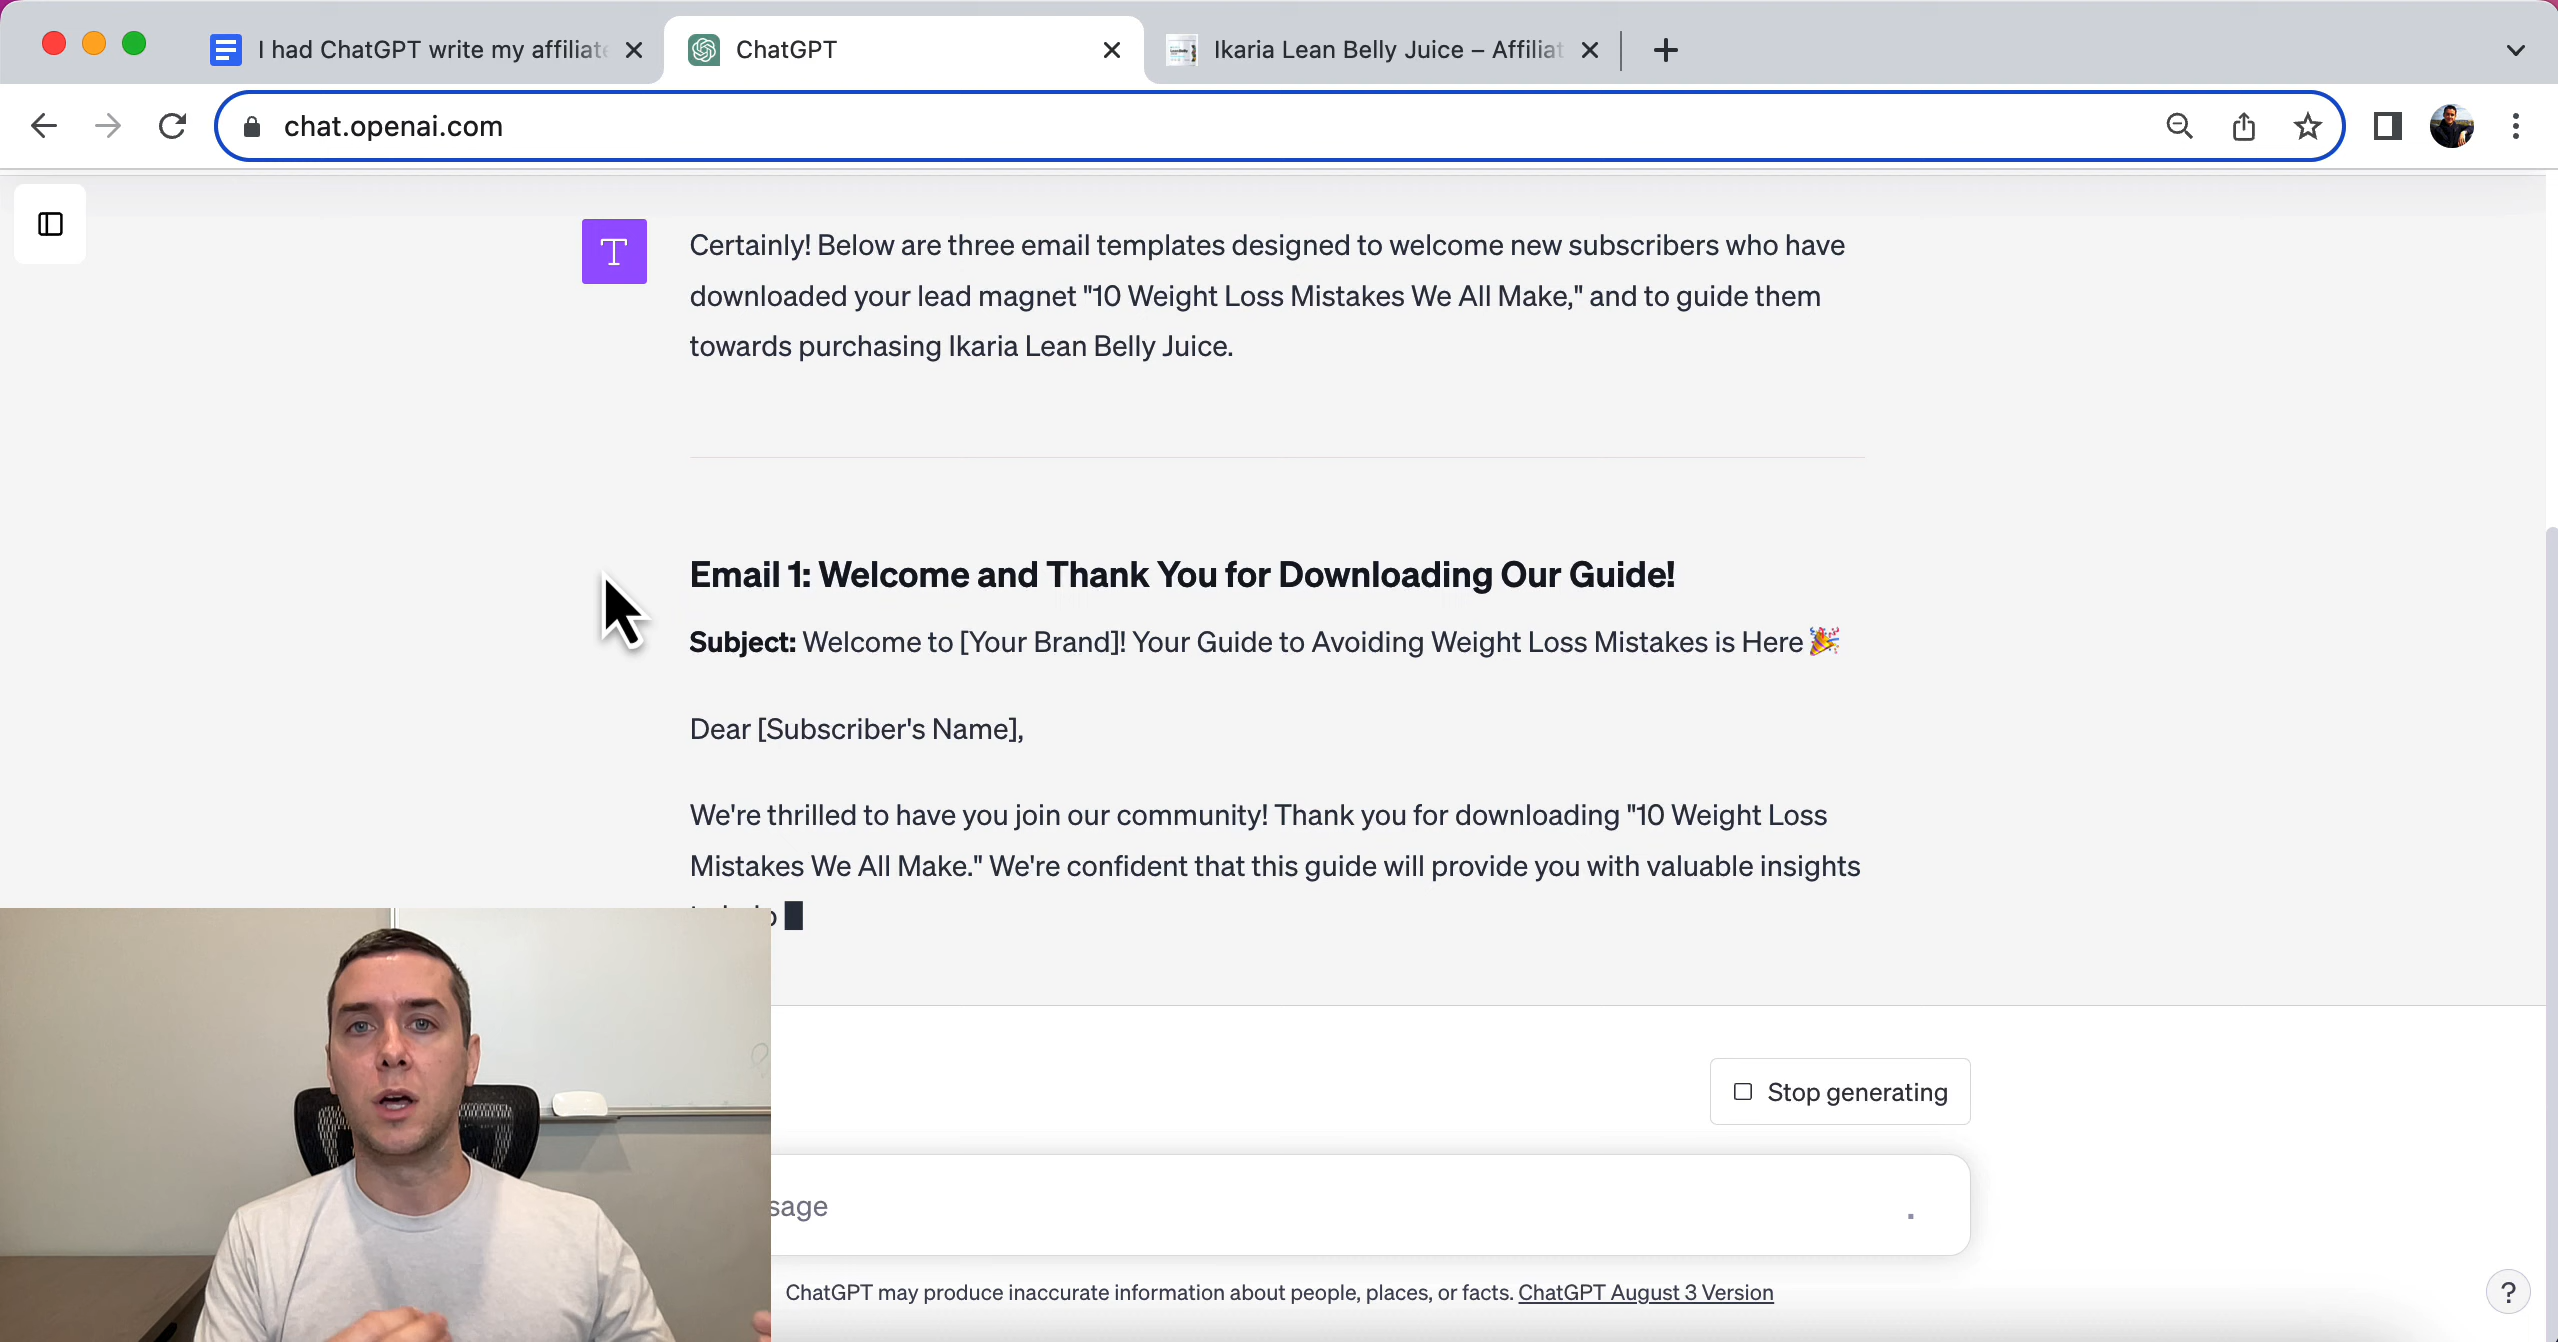 I had ChatGPT write my affiliate
ChatGPT
Ikaria Lean Belly Juice – Affiliat
chat.openai.com
T
Certainly! Below are three email templates designed to welcome new subscribers who have
downloaded your lead magnet "10 Weight Loss Mistakes We All Make," and to guide them
towards purchasing Ikaria Lean Belly Juice.
Email 1: Welcome and Thank You for Downloading Our Guide!
Subject: Welcome to [Your Brand]! Your Guide to Avoiding Weight Loss Mistakes is Here 🎉
Dear [Subscriber's Name],
We're thrilled to have you join our community! Thank you for downloading "10 Weight Loss
Mistakes We All Make." We're confident that this guide will provide you with valuable insights
Stop generating
sage
ChatGPT may produce inaccurate information about people, places, or facts. ChatGPT August 3 Version
?